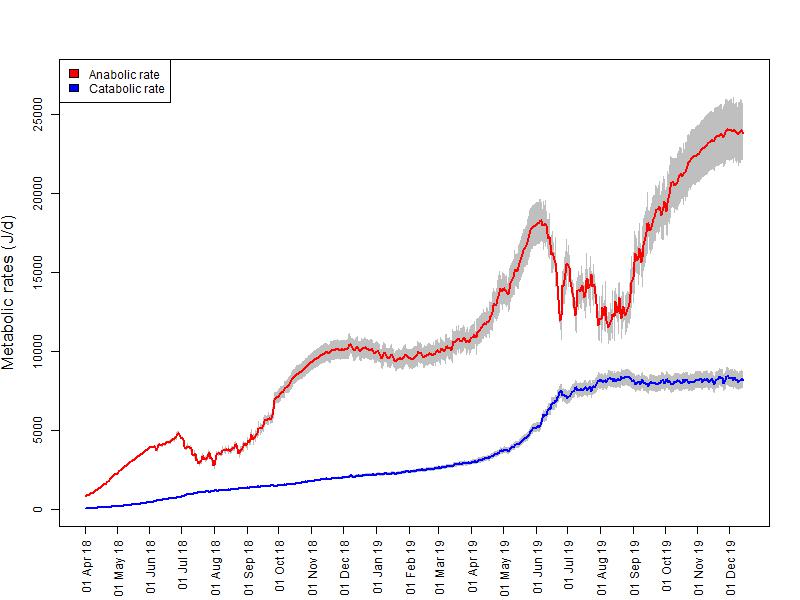 Anabolic rate
Catabolic rate
Metabolic rates (J/d)
25000
20000
15000
10000
5000
0
01 Apr 18
01 May 18
01 Jun 18
01 Jul 18
01 Aug 18
01 Sep 18
01 Oct 18
01 Nov 18
01 Dec 18
01 Jan 19
01 Feb 19
01 Mar 19
01 Apr 19
01 May 19
01 Jun 19
01 Jul 19
01 Aug 19
01 Sep 19
01 Oct 19
01 Nov 19
01 Dec 19